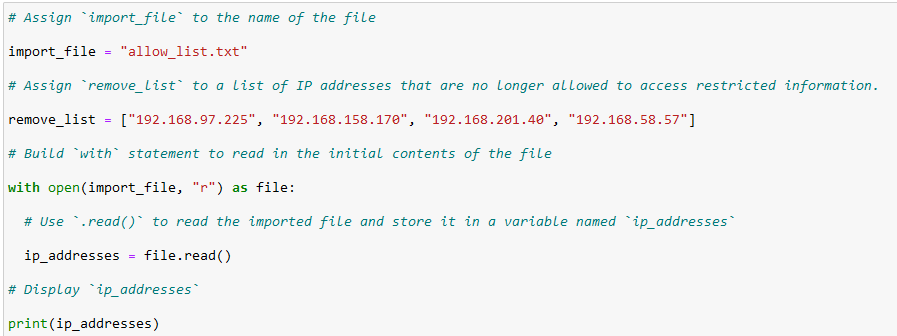 # Assign `import_file` to the name of the file
import_file = "allow_list.txt"
# Assign `remove_list` to a list of IP addresses that are no longer allowed to access restricted information.
remove_list = ["192.168.97.225", "192.168.158.170", "192.168.201.40", "192.168.58.57"]
# Build `with` statement to read in the initial contents of the file
with open(import_file, "r") as file:
  # Use `.read()` to read the imported file and store it in a variable named `ip_addresses`
  ip_addresses = file.read()
# Display `ip_addresses`
print(ip_addresses)